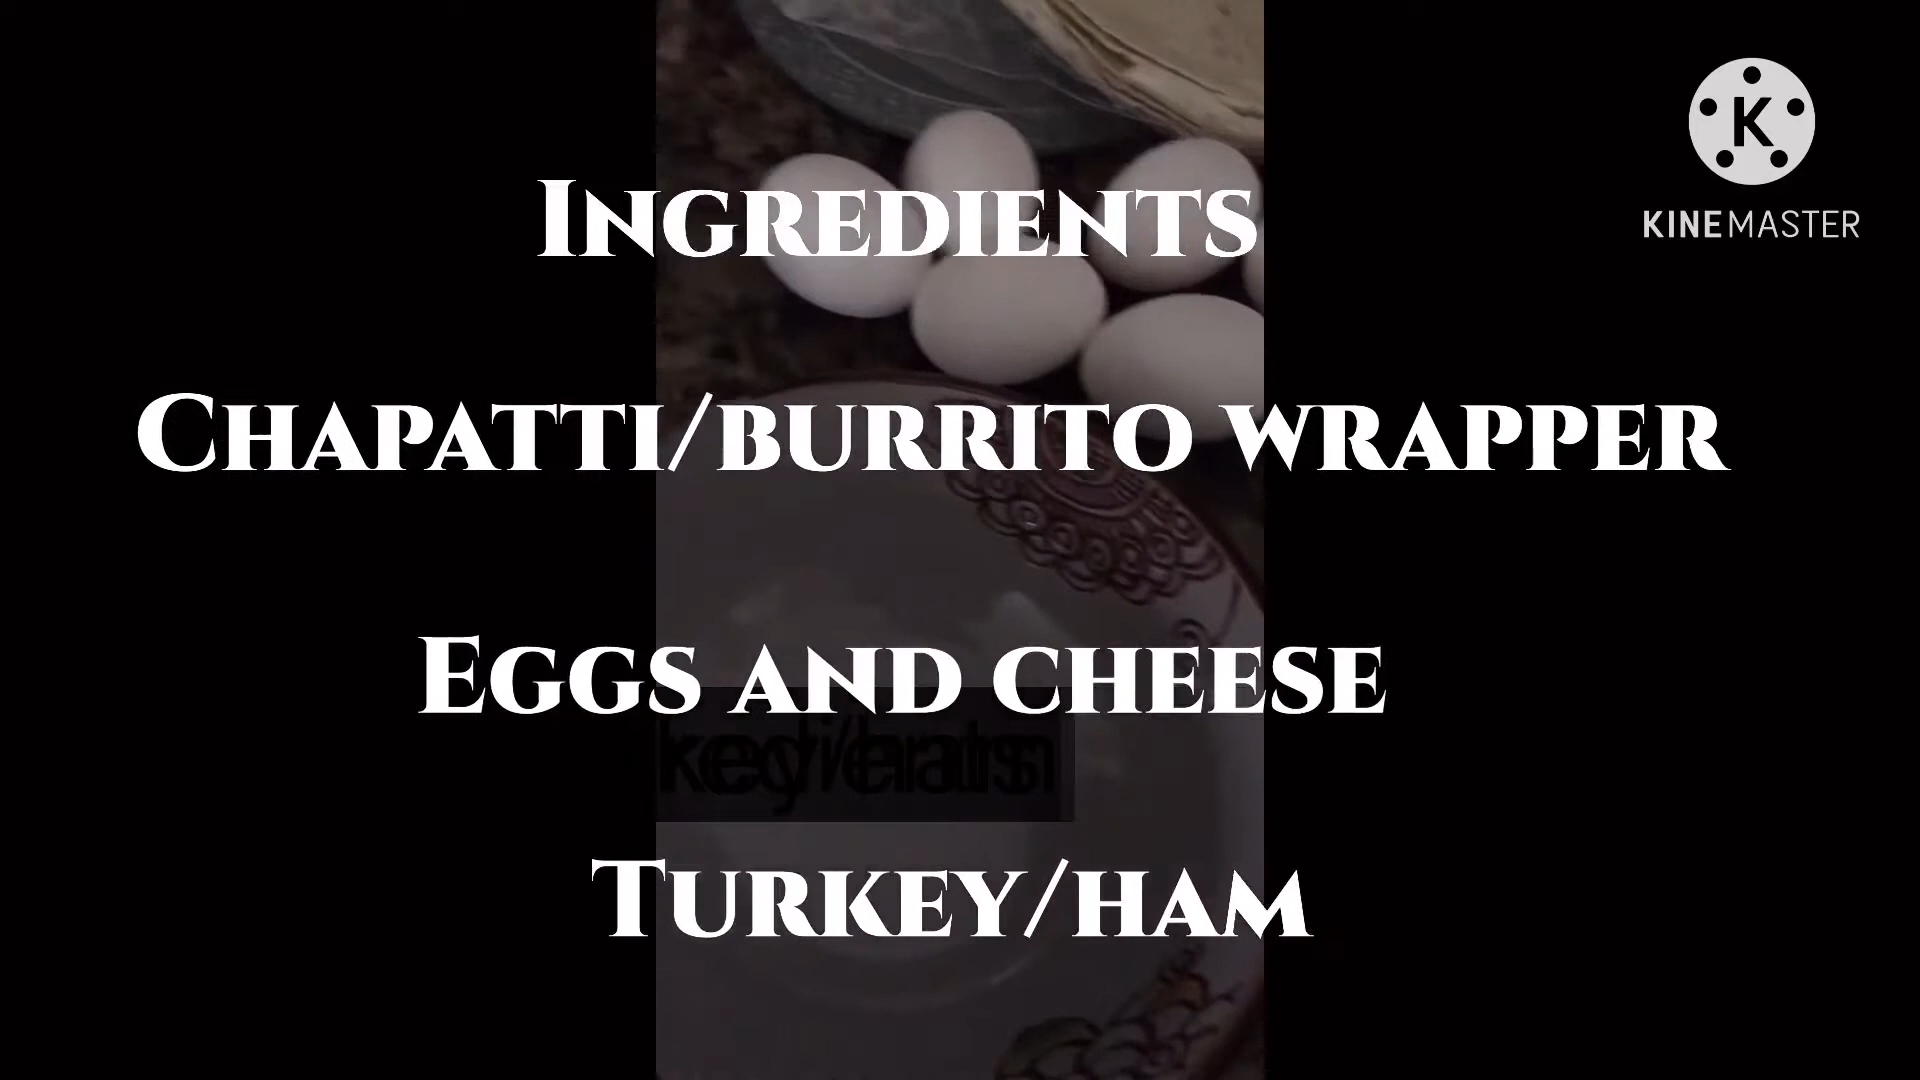 Ingredients
KINEMASTER
Chapatti/burrito wrapper
Eggs and cheese
Turkey/ham